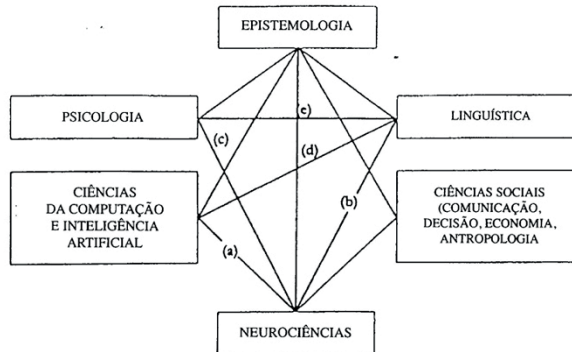 EPISTEMOLOGIA
PSICOLOGIA
(e)
LINGUÍSTICA
(c)
(d)
CIÊNCIAS
DA COMPUTAÇÃO
E INTELIGÊNCIA
ARTIFICIAL
(b)
CIÊNCIAS SOCIAIS
(COMUNICAÇÃO,
DECISÃO, ECONOMIA,
ANTROPOLOGIA
(a)
NEUROCIÊNCIAS